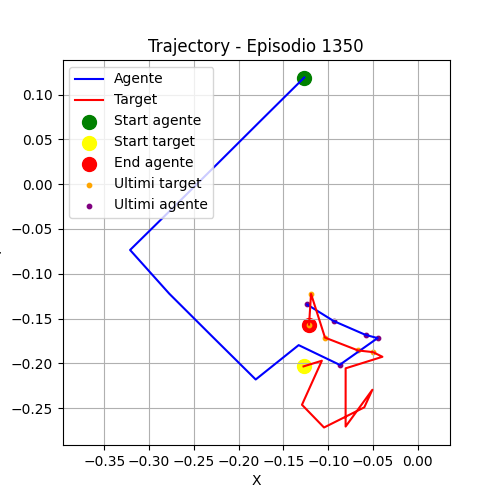 Trajectory - Episodio 1350
Agente
Target
Start agente
Start target
End agente
Ultimi target
Ultimi agente
0.10
0.05
0.00
−0.05
−0.10
−0.15
−0.20
−0.25
−0.35 −0.30 −0.25 −0.20 −0.15 −0.10 −0.05 0.00
X